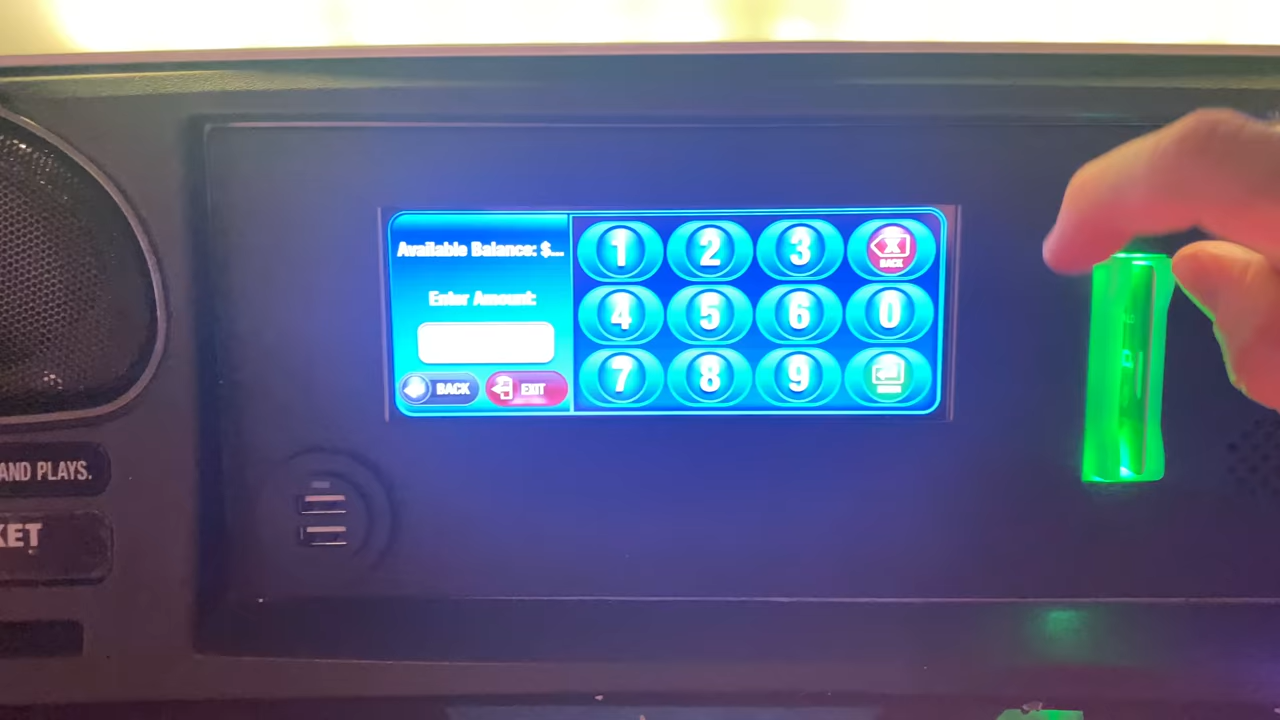 Available Balance: $...
Enter Amount:
BACK
EXIT
1 2 3
BACK
4 5 6 0
7 8 9
AND PLAYS.
KET